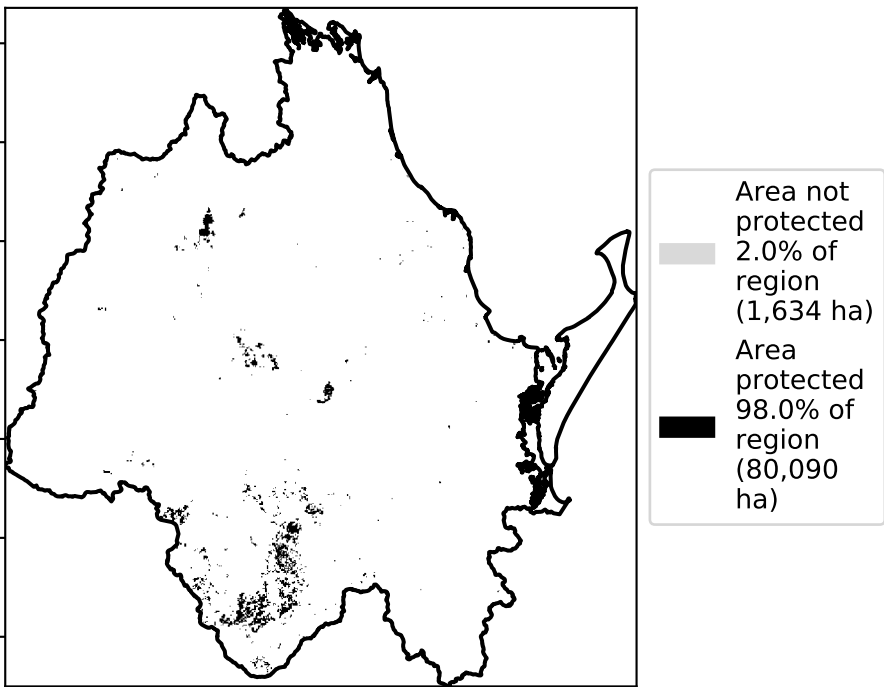 Area not
protected
2.0% of
region
(1,634 ha)
Area
protected
98.0% of
region
(80,090
ha)